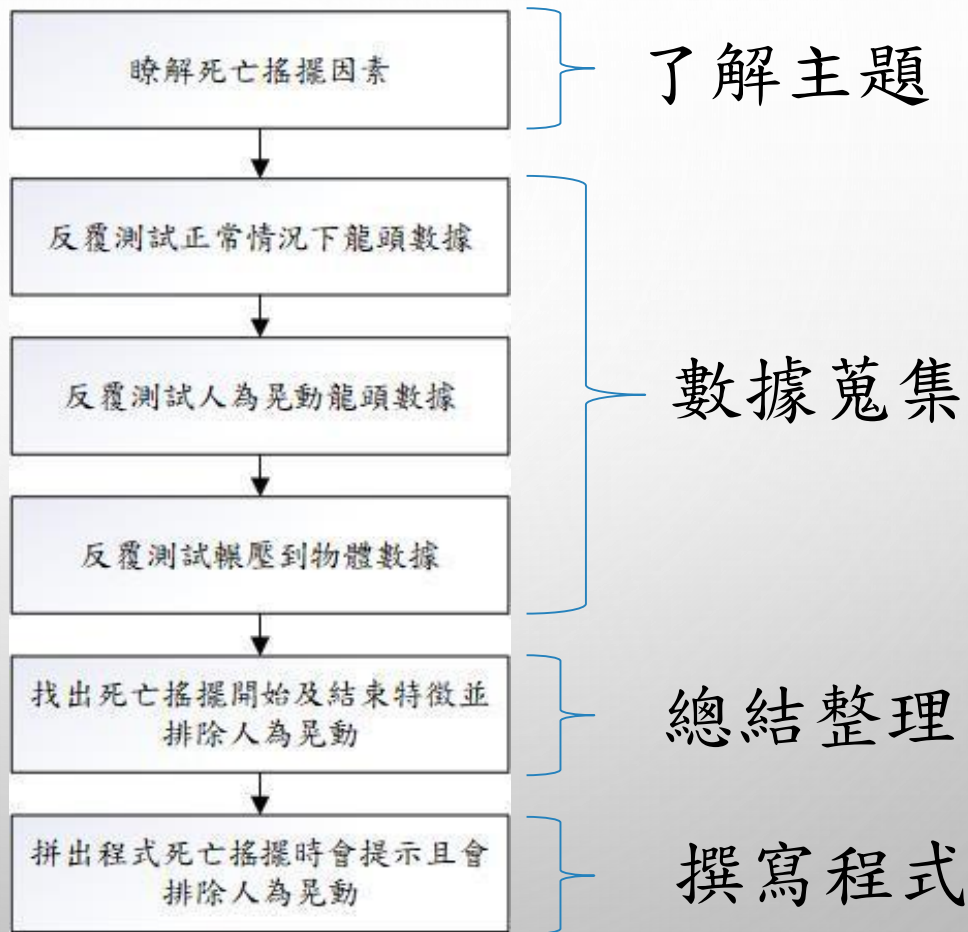 瞭解死亡搖擺因素
了解主題
反覆測試正常情況下龍頭數據
反覆測試人為晃動龍頭數據
反覆測試輾壓到物體數據
數據蒐集
找出死亡搖擺開始及結束特徵並
排除人為晃動
總結整理
拼出程式死亡搖擺時會提示且會
排除人為晃動
撰寫程式